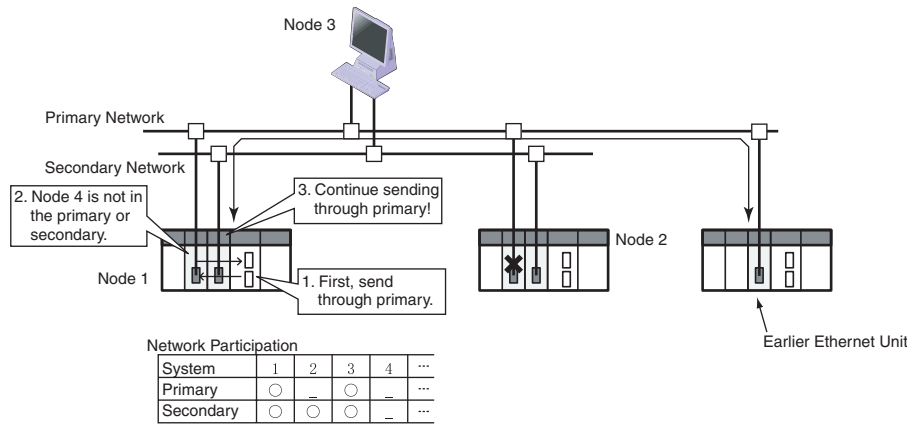 Node 3
Primary Network
Secondary Network
2. Node 4 is not in
the primary or
secondary.
3. Continue sending
through primary!
Node 1
1. First, send
through primary.
Node 2
Earlier Ethernet Unit
Network Participation
System 1 2 3 4 ...
Primary ○ _ ○ _ ...
Secondary ○ ○ ○ _ ...